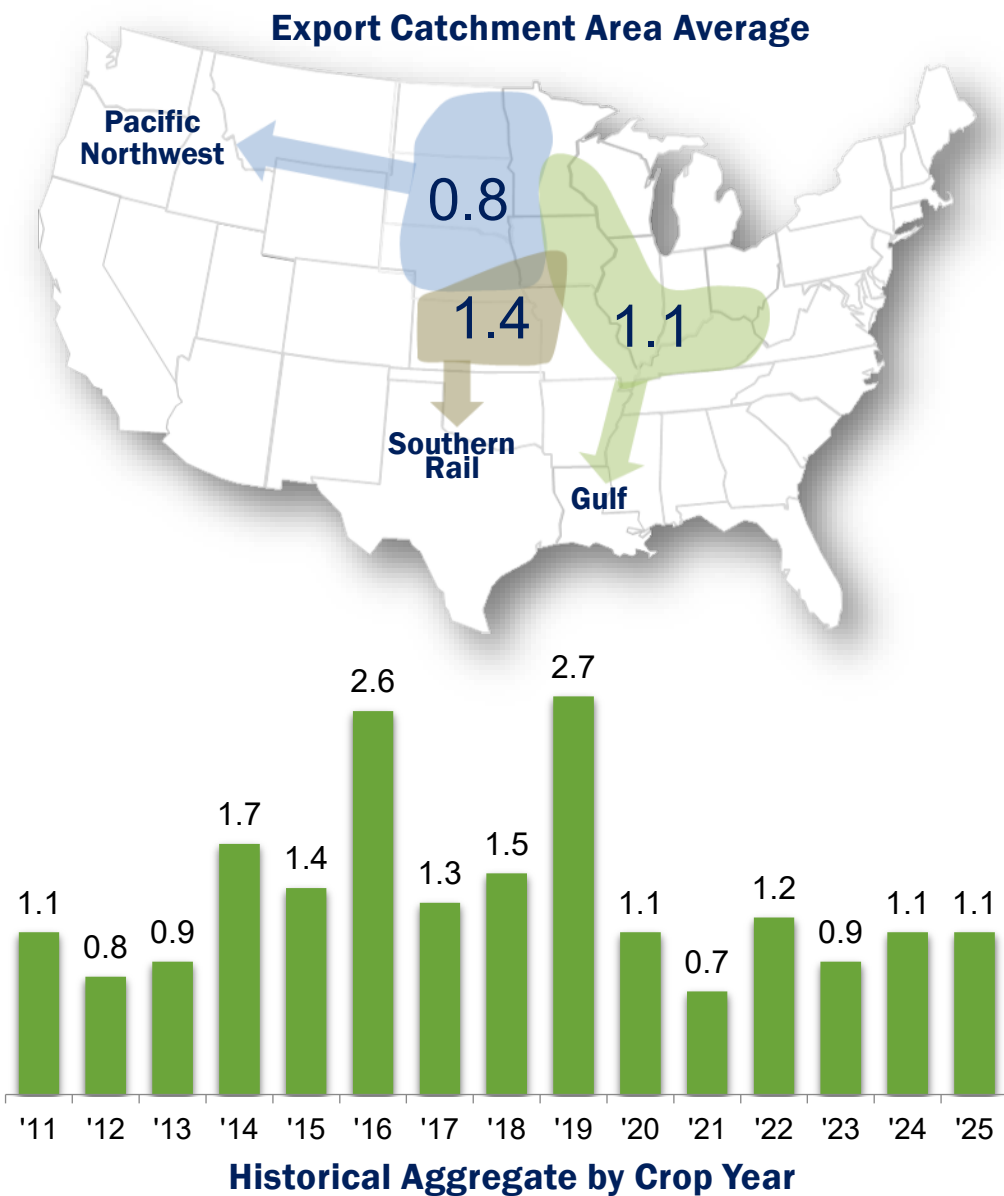 Export Catchment Area Average
Pacific
Northwest
0.8
1.4
1.1
Southern
Rail
Gulf
2.6
2.7
1.7
1.4
1.5
1.3
1.1
0.8
0.9
1.1
0.7
1.2
0.9
1.1
1.1
'11 '12 '13 '14 '15 '16 '17 '18 '19 '20 '21 '22 '23 '24 '25
Historical Aggregate by Crop Year